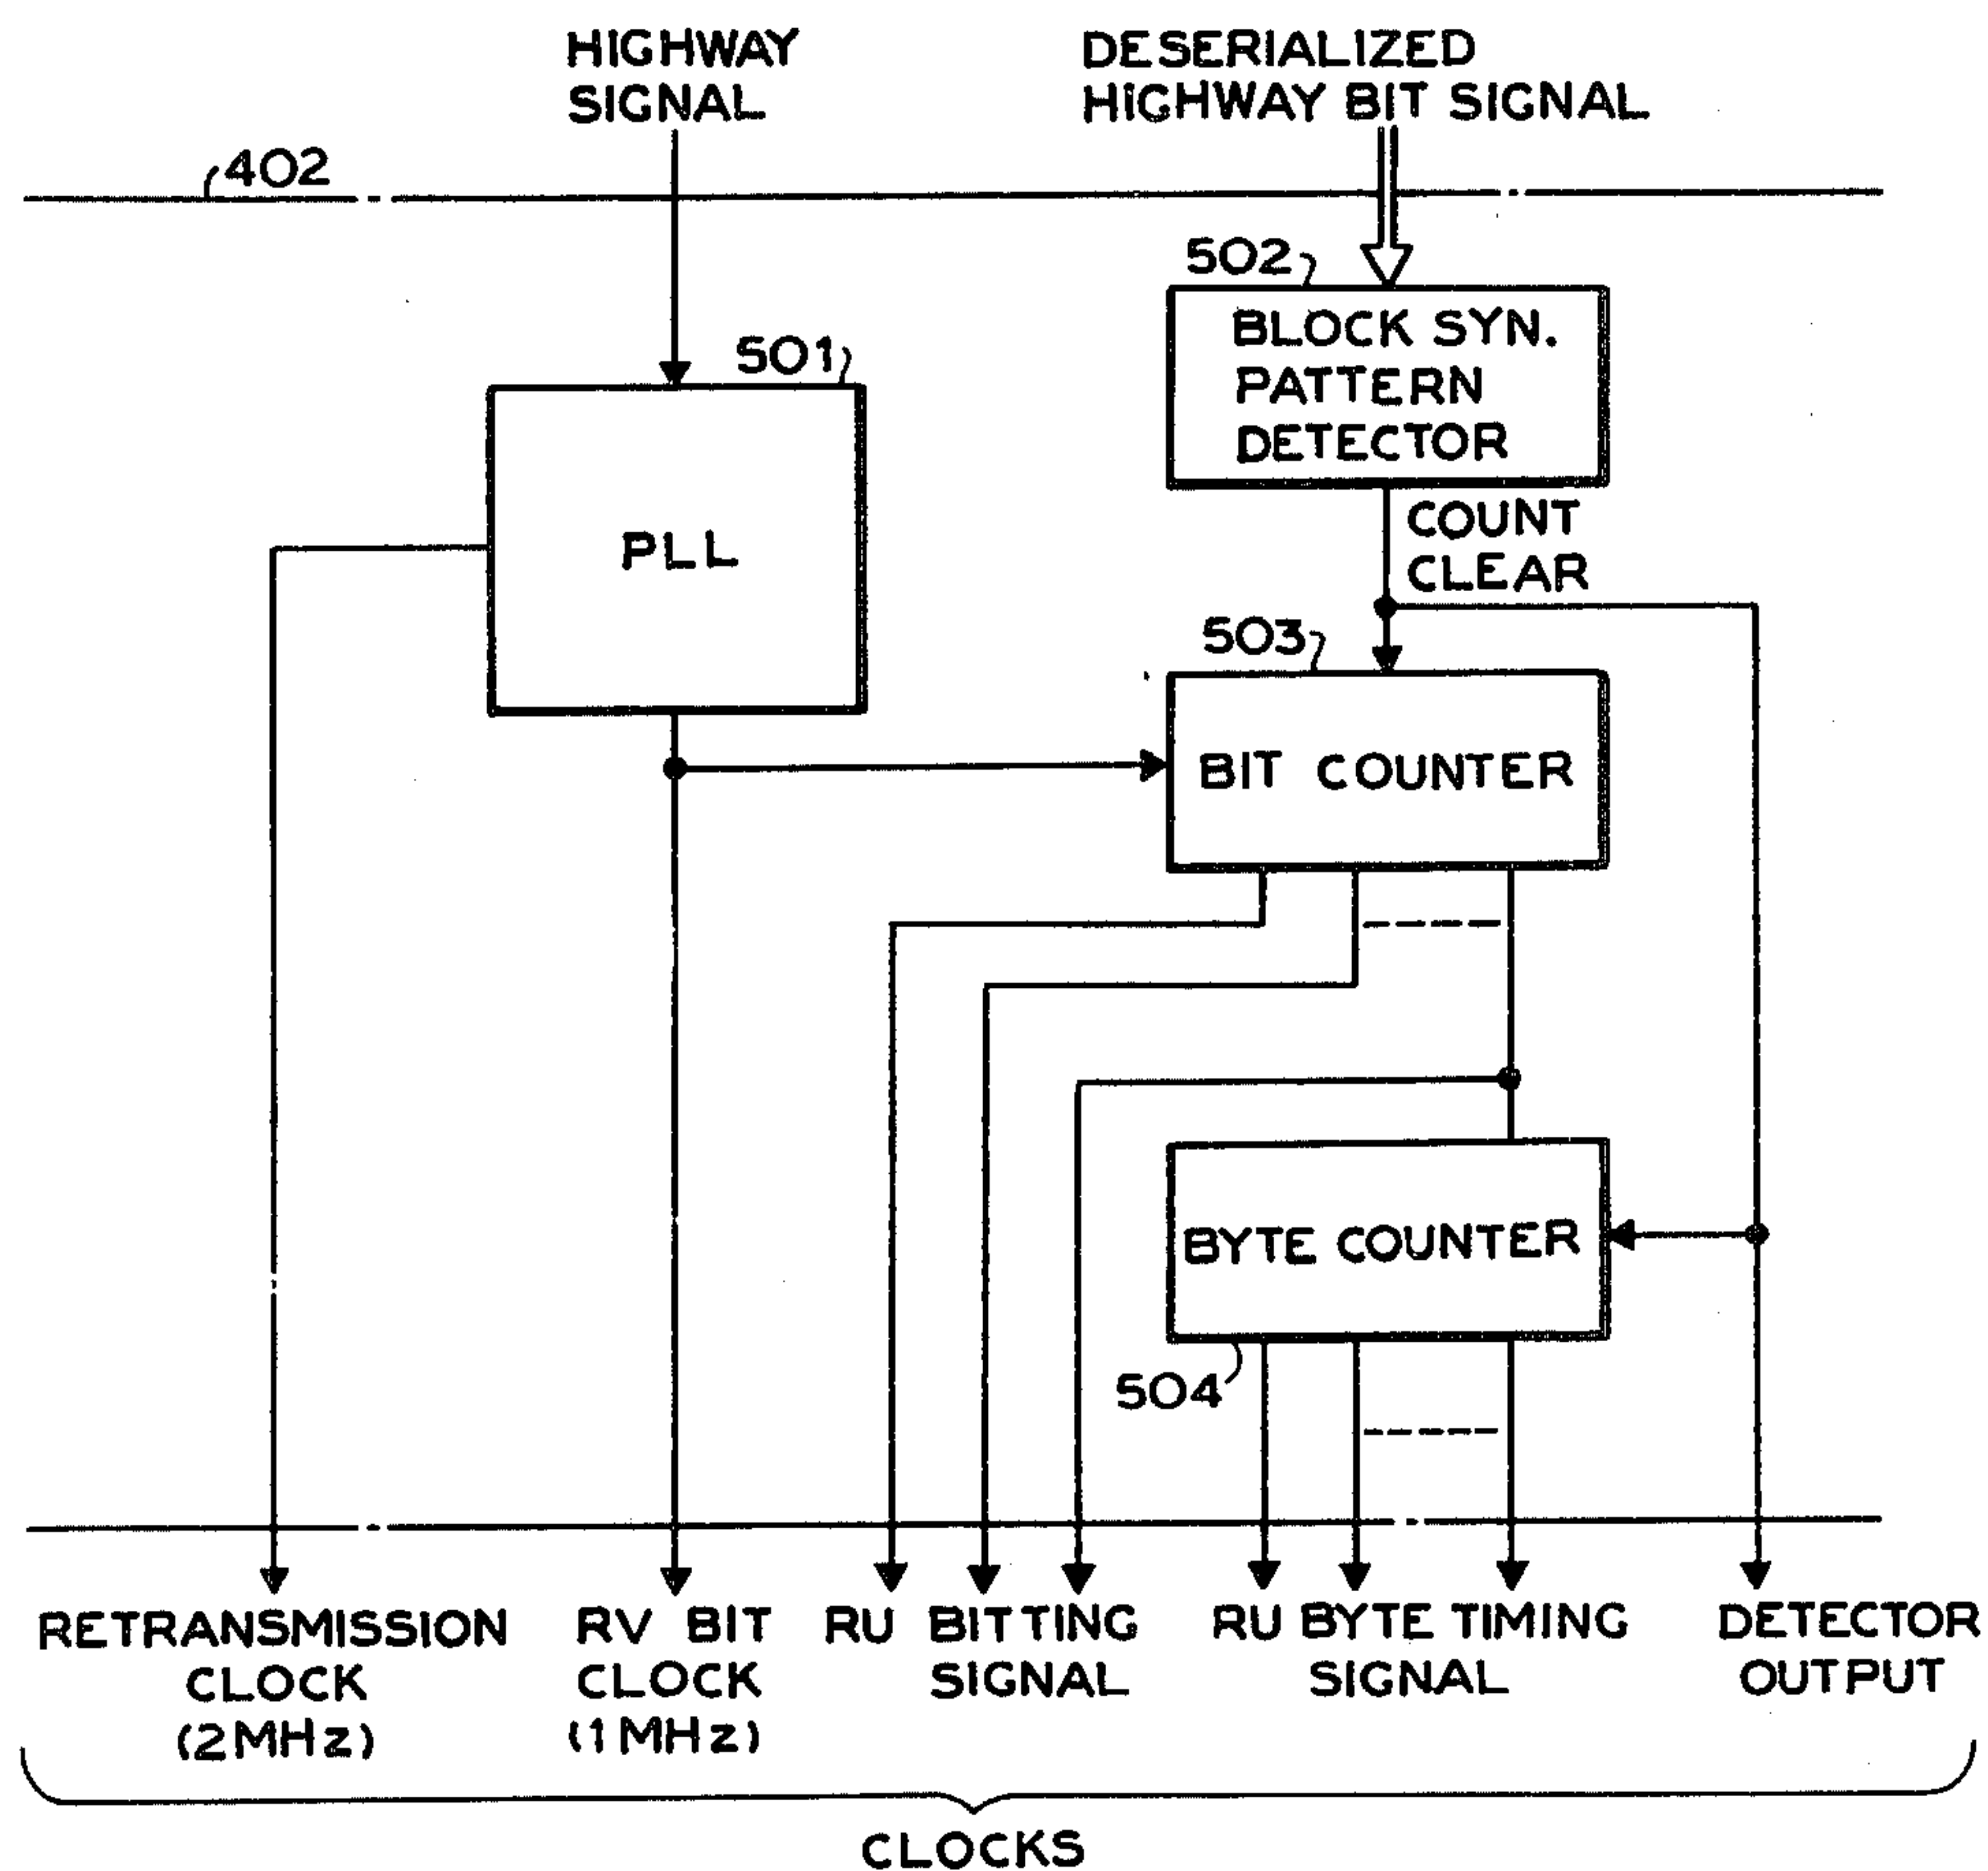 HIGHWAY
SIGNAL
DESERIALIZED
HIGHWAY BIT SIGNAL
402
502
BLOCK SYN.
PATTERN
DETECTOR
501
PLL
COUNT
CLEAR
503
BIT COUNTER
BYTE COUNTER
504
RETRANSMISSION
CLOCK
(2MHz)
RV BIT
CLOCK
(1MHz)
RU BITTING
SIGNAL
RU BYTE TIMING
SIGNAL
DETECTOR
OUTPUT
CLOCKS